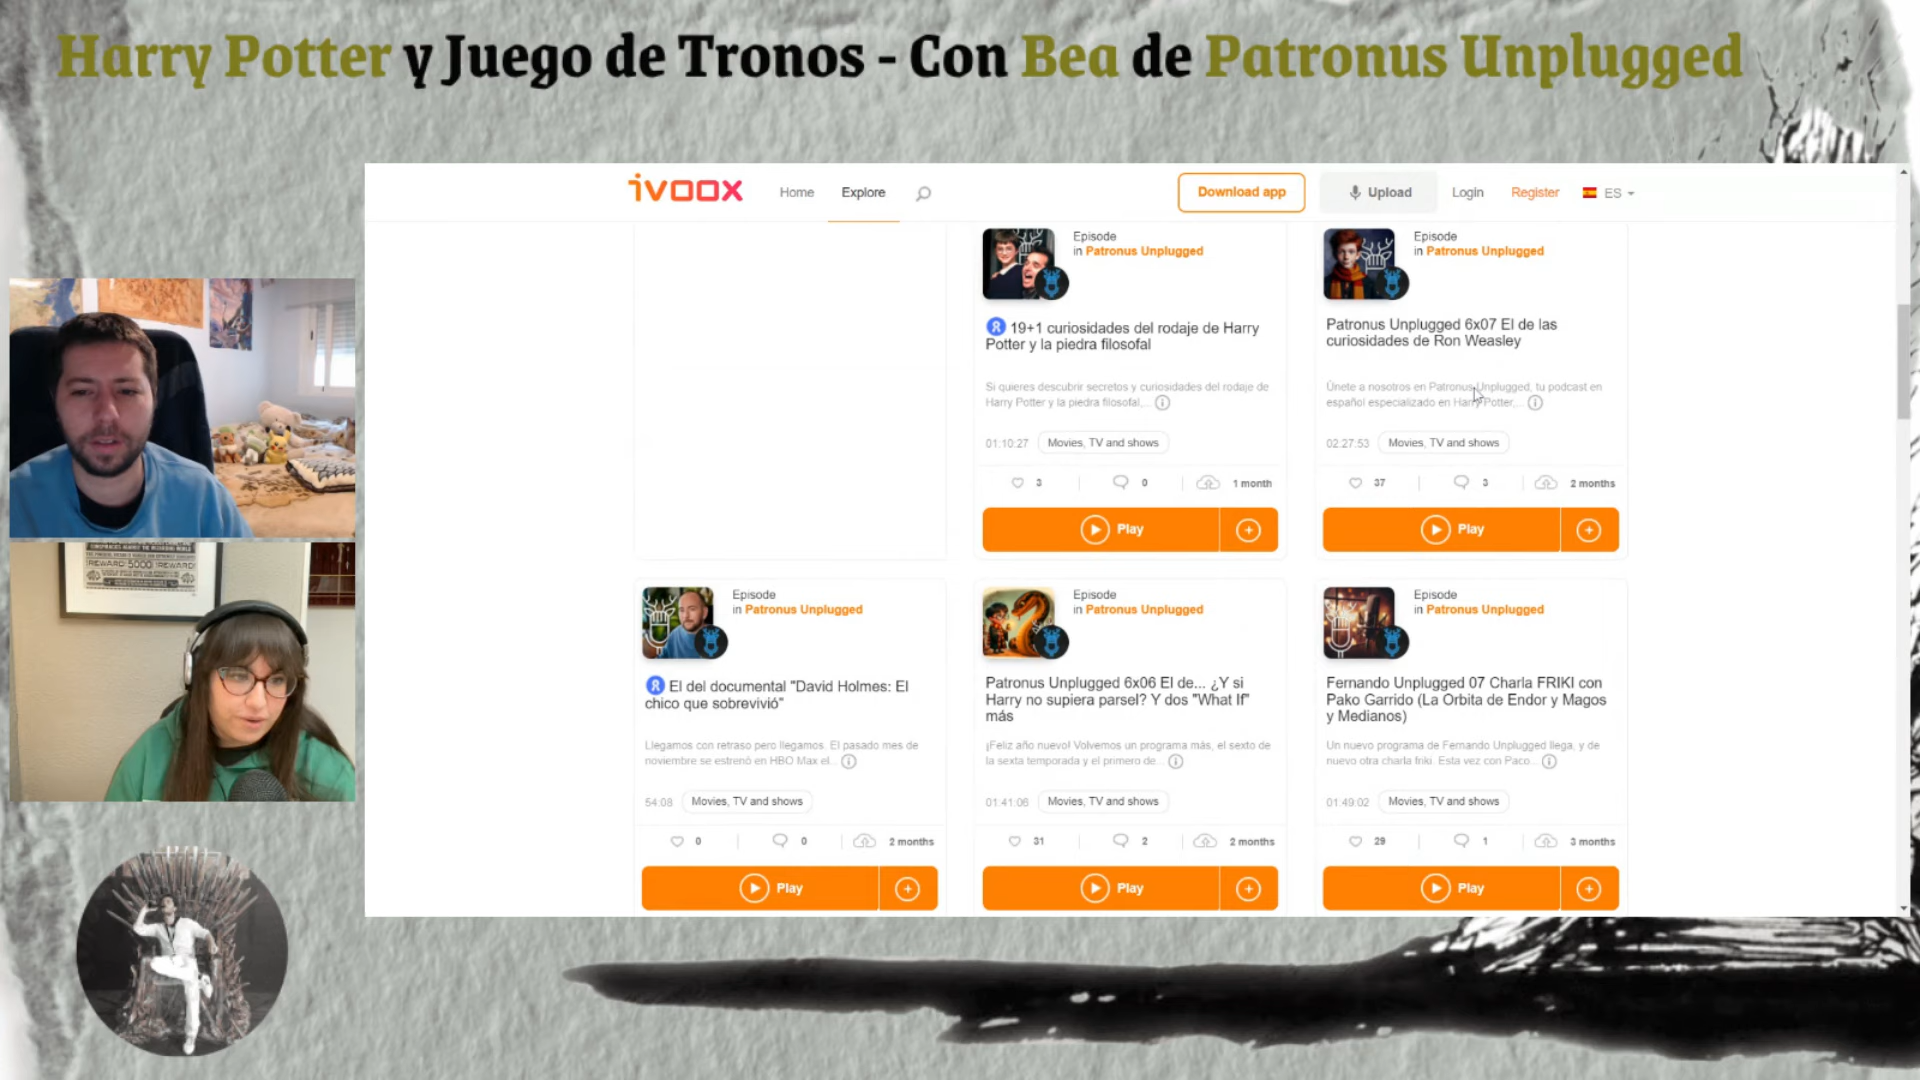 Harry Potter y Juego de Tronos - Con Bea de Patronus Unplugged
ivoox
Home
Explore
Download app
Upload
Login
Register
ES
Episode
in Patronus Unplugged
19+1 curiosidades del rodaje de Harry
Potter y la piedra filosofal
Si quieres descubrir secretos y curiosidades del rodaje de
Harry Potter y la piedra filosofal,...
01:10:27
Movies, TV and shows
3
0
1 month
Play
Episode
in Patronus Unplugged
Patronus Unplugged 6x07 El de las
curiosidades de Ron Weasley
Únete a nosotros en Patronus Unplugged, tu podcast en
español especializado en Harry Potter,...
02:27:53
Movies, TV and shows
37
3
2 months
Play
REWARD 5000 REWARD
Episode
in Patronus Unplugged
El del documental "David Holmes: El
chico que sobrevivió"
Llegamos con retraso pero llegamos. El pasado mes de
noviembre se estrenó en HBO Max el...
54:08
Movies, TV and shows
0
0
2 months
Play
Episode
in Patronus Unplugged
Patronus Unplugged 6x06 El de... ¿Y si
Harry no supiera parsel? Y dos "What If"
más
¡Feliz año nuevo! Volvemos un programa más, el sexto de
la sexta temporada y el primero de...
01:41:06
Movies, TV and shows
31
2
2 months
Play
Episode
in Patronus Unplugged
Fernando Unplugged 07 Charla FRIKI con
Pako Garrido (La Orbita de Endor y Magos
y Medianos)
Un nuevo programa de Fernando Unplugged llega, y de
nuevo otra charla friki. Esta vez con Paco...
01:49:02
Movies, TV and shows
29
1
3 months
Play